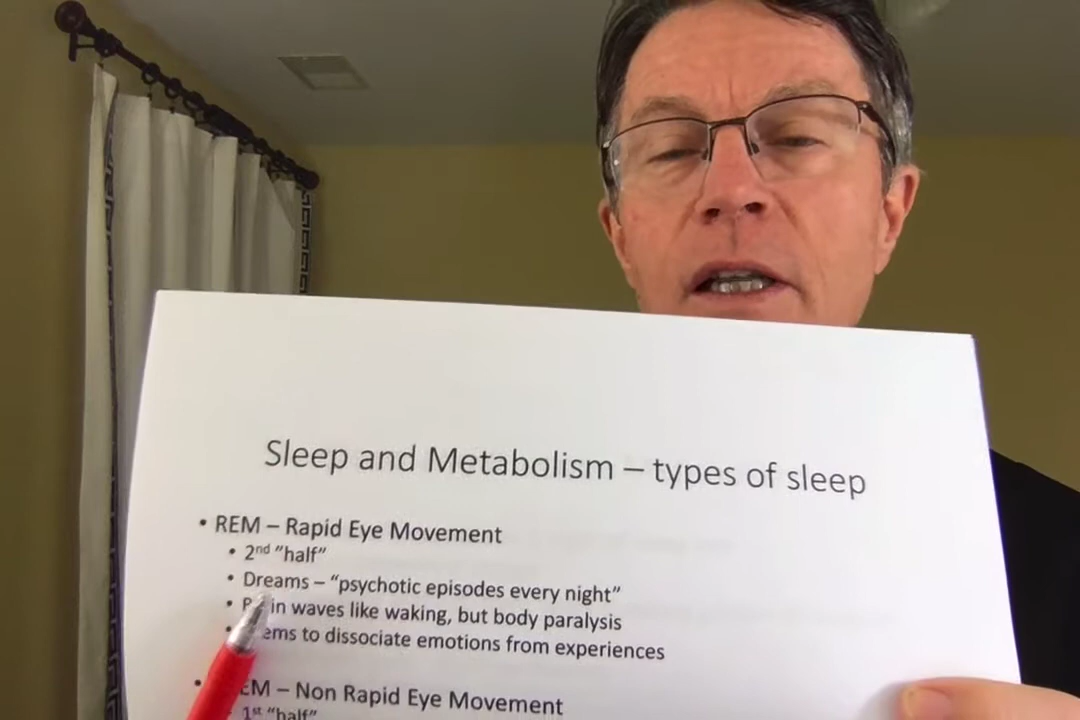 Sleep and Metabolism – types of sleep
• REM – Rapid Eye Movement
• 2nd "half"
• Dreams – "psychotic episodes every night"
waves like waking, but body paralysis
to dissociate emotions from experiences
• – Non Rapid Eye Movement
• 1st "half"